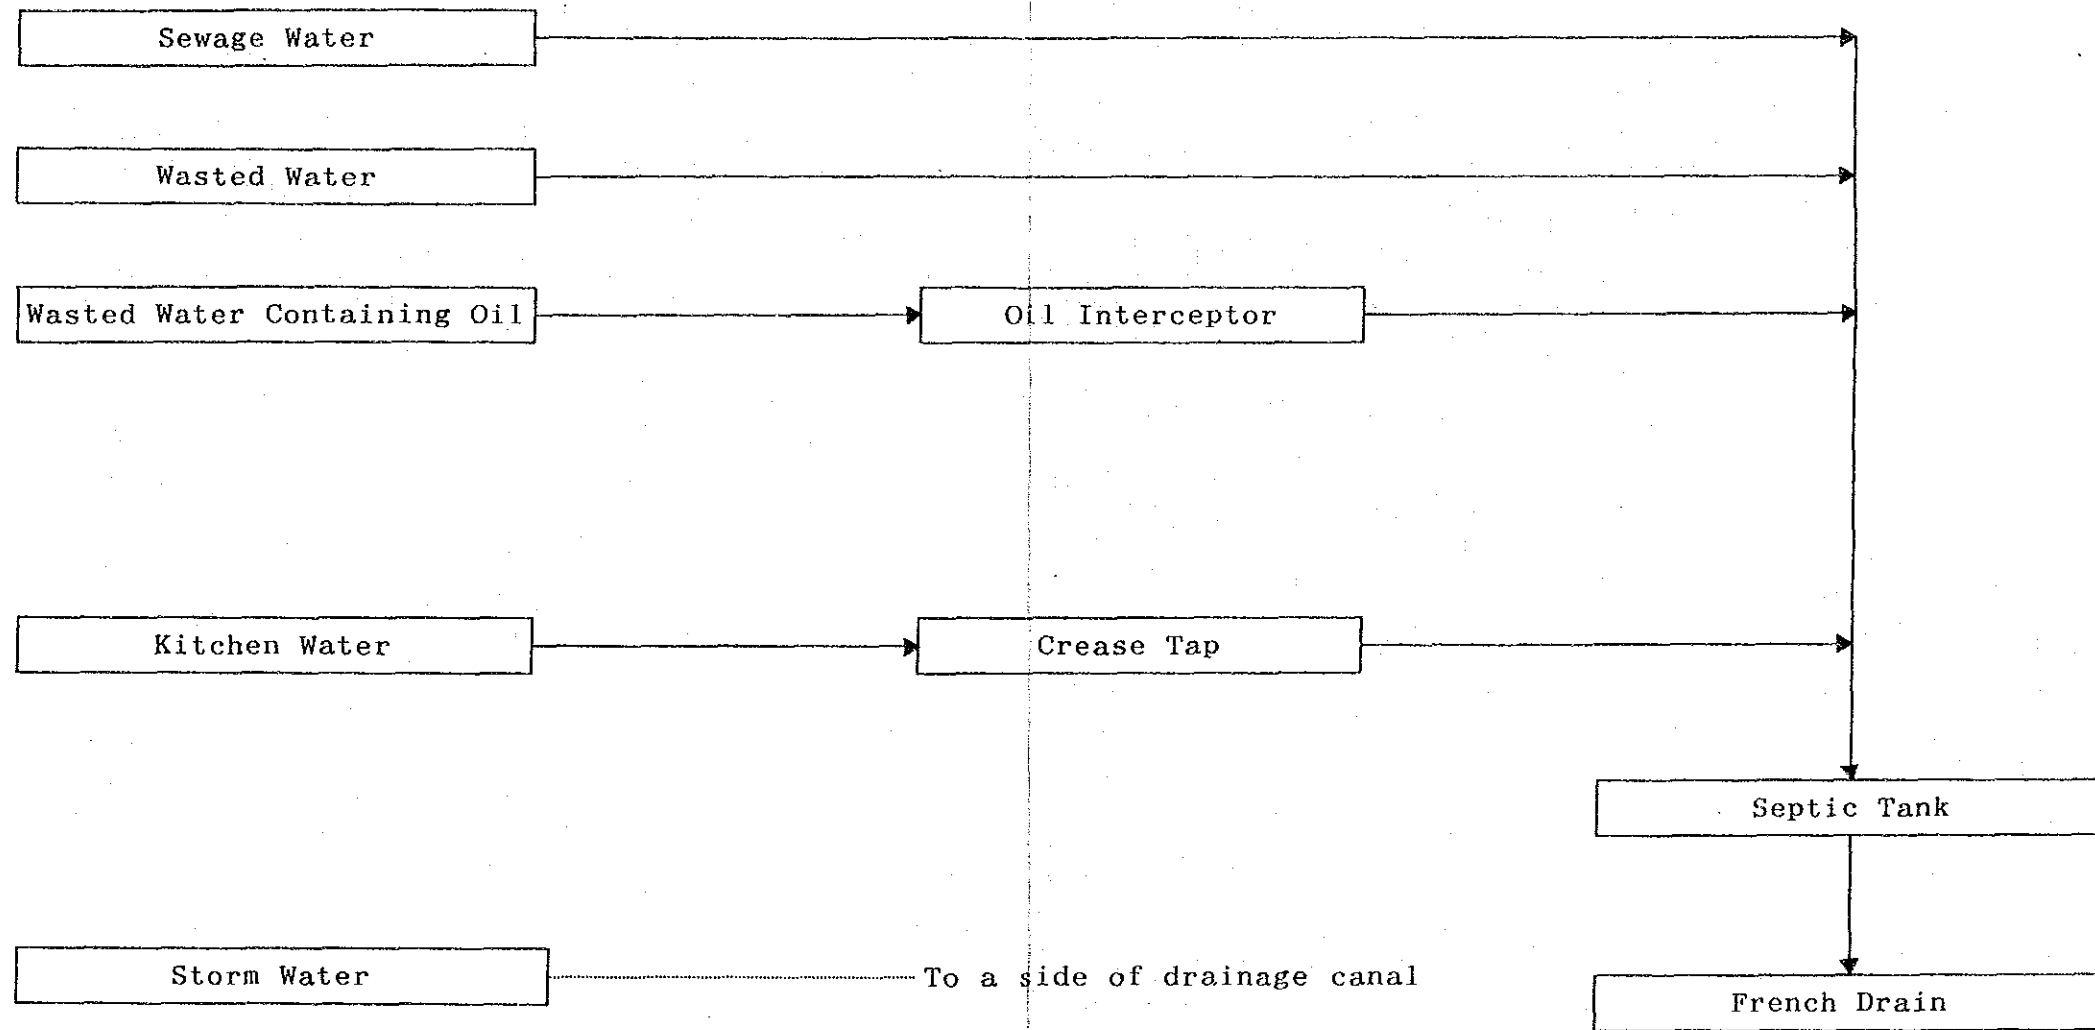 Sewage Water
Wasted Water
Wasted Water Containing Oil
Oil Interceptor
Kitchen Water
Crease Tap
Septic Tank
Storm Water
To a side of drainage canal
French Drain